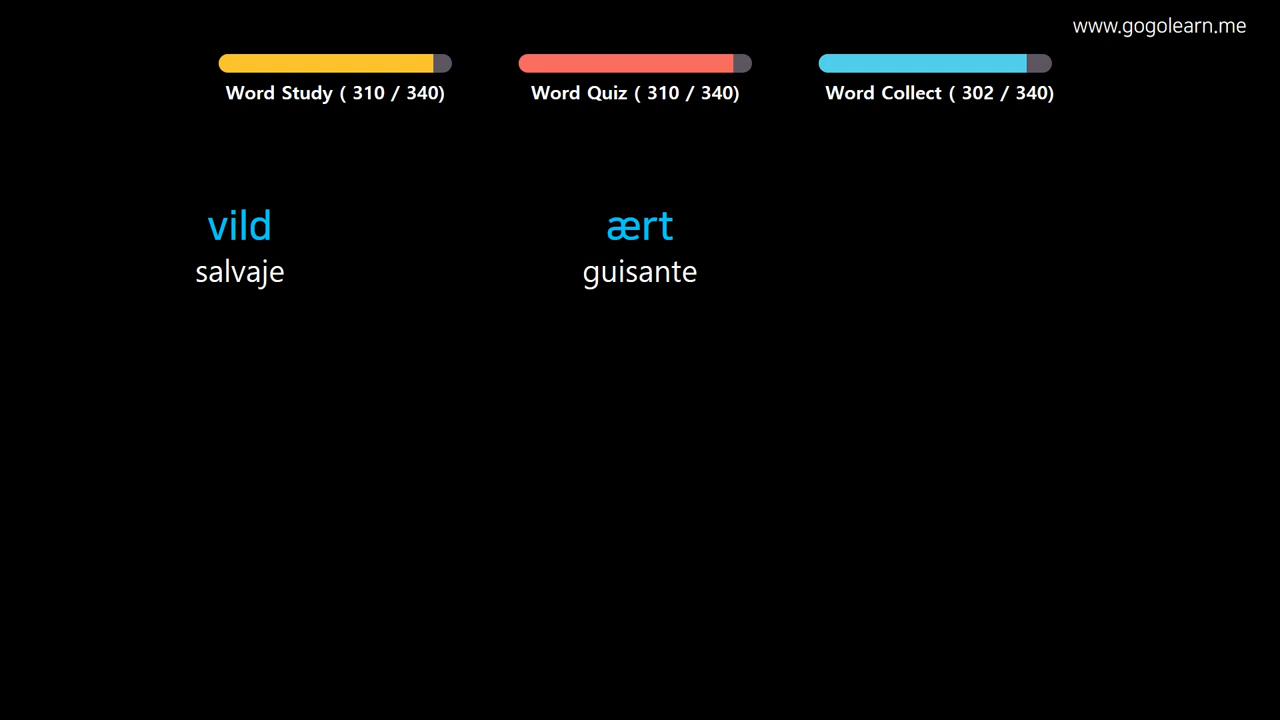 www.gogolearn.me
Word Study ( 310 / 340)
Word Quiz ( 310 / 340)
Word Collect ( 302 / 340)
vild
salvaje
ært
guisante